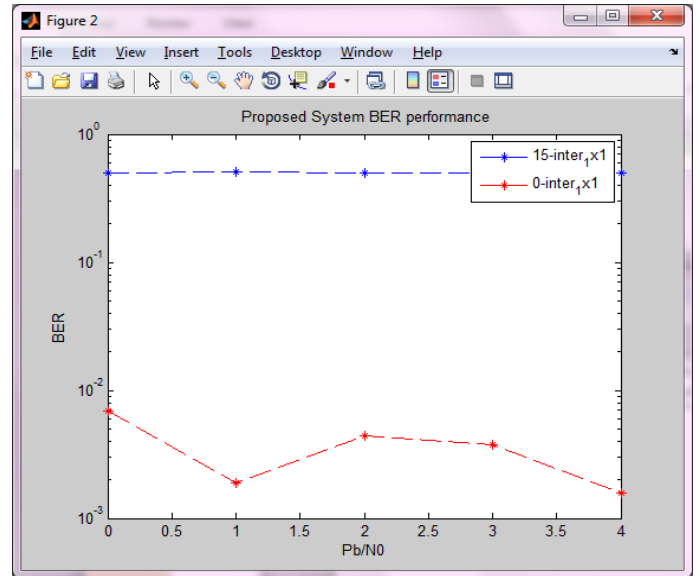 Figure 2
File Edit View Insert Tools Desktop Window Help
Proposed System BER performance
10^0
10^-1
10^-2
10^-3
BER
15-inter₁x1
0-inter₁x1
0 0.5 1 1.5 2 2.5 3 3.5 4
Pb/N0